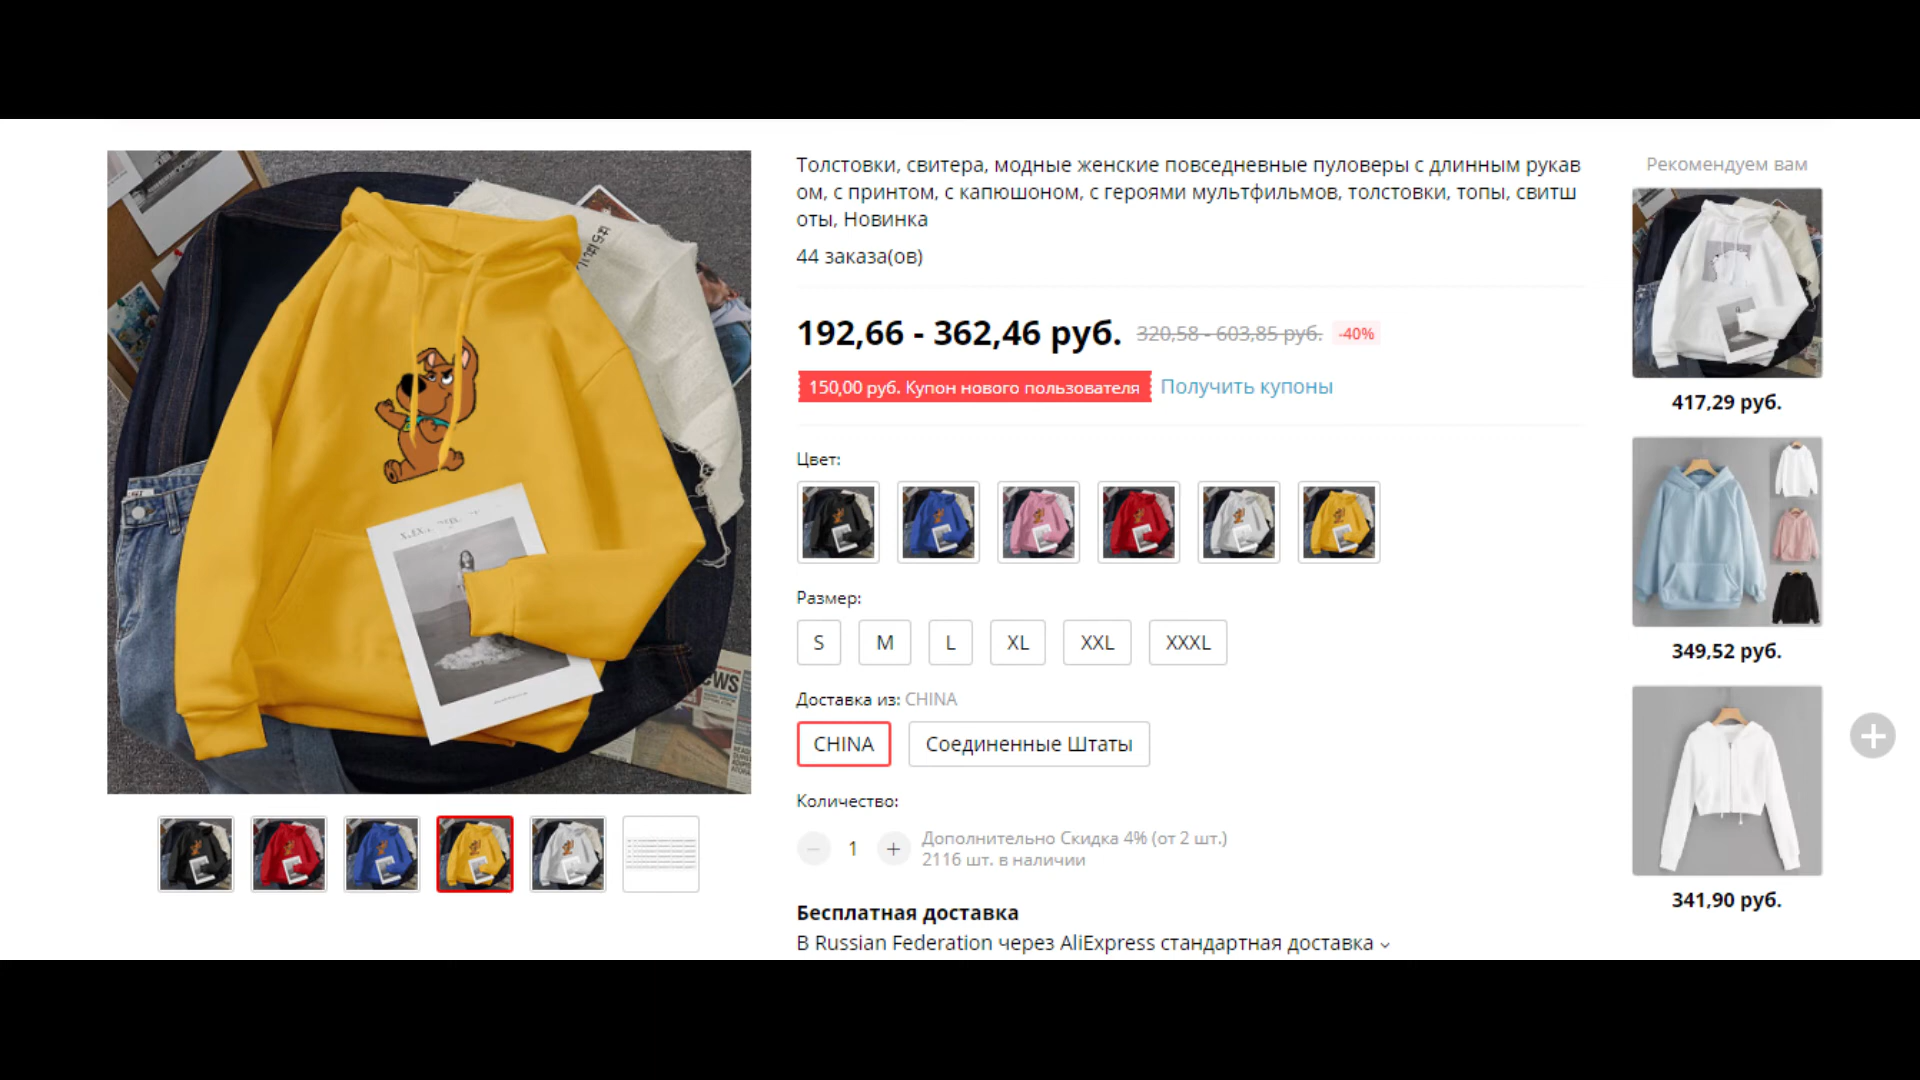 Толстовки, свитера, модные женские повседневные пуловеры с длинным рукав
ом, с принтом, с капюшоном, с героями мультфильмов, толстовки, топы, свитш
оты, Новинка
44 заказа(ов)
192,66 - 362,46 руб. 320,58 - 603,85 руб. -40%
150,00 руб. Купон нового пользователя Получить купоны
Цвет:
Размер:
S M L XL XXL XXXL
Доставка из: CHINA
CHINA Соединенные Штаты
Количество:
1
Дополнительно Скидка 4% (от 2 шт.)
2116 шт. в наличии
Бесплатная доставка
В Russian Federation через AliExpress стандартная доставка
Рекомендуем вам
417,29 руб.
349,52 руб.
341,90 руб.